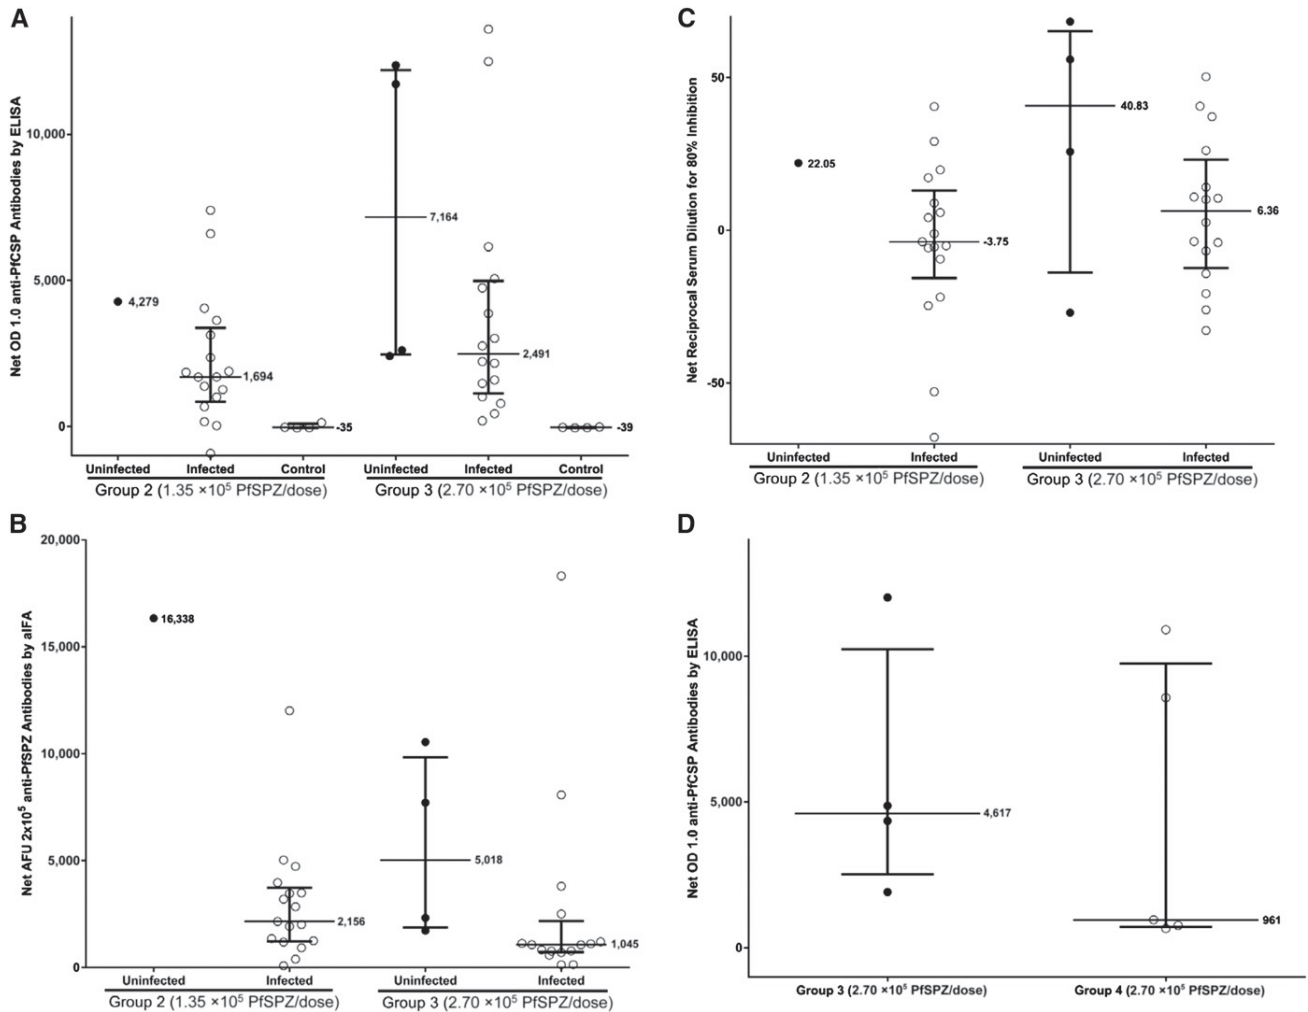 A
Net OD 1.0 anti-PfCSP Antibodies by ELISA
10,000
5,000
0
4,279
1,694
-35
7,164
2,491
-39
Uninfected Infected Control Uninfected Infected Control
Group 2 (1.35 ×10⁵ PfSPZ/dose) Group 3 (2.70 ×10⁵ PfSPZ/dose)
C
Net Reciprocal Serum Dilution for 80% Inhibition
50
0
-50
22.05
-3.75
40.83
6.36
Uninfected Infected Uninfected Infected
Group 2 (1.35 ×10⁵ PfSPZ/dose) Group 3 (2.70 ×10⁵ PfSPZ/dose)
B
Net AFU 2x10⁵ anti-PfSPZ Antibodies by aIFA
20,000
15,000
10,000
5,000
0
16,338
2,156
5,018
1,045
Uninfected Infected Uninfected Infected
Group 2 (1.35 ×10⁵ PfSPZ/dose) Group 3 (2.70 ×10⁵ PfSPZ/dose)
D
Net OD 1.0 anti-PfCSP Antibodies by ELISA
10,000
5,000
0
4,617
961
Group 3 (2.70 ×10⁵ PfSPZ/dose) Group 4 (2.70 ×10⁵ PfSPZ/dose)